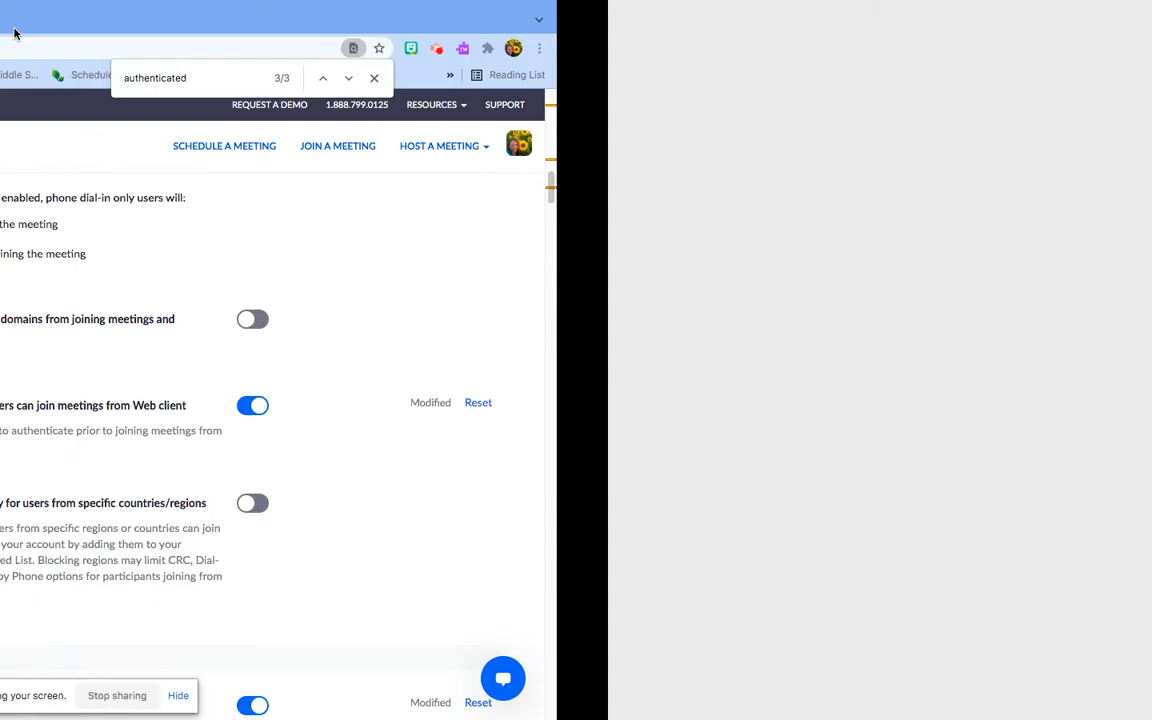 authenticated 3/3
iddle S... Schedule » Reading List
REQUEST A DEMO 1.888.799.0125 RESOURCES SUPPORT
SCHEDULE A MEETING JOIN A MEETING HOST A MEETING
enabled, phone dial-in only users will:
the meeting
ining the meeting
domains from joining meetings and
ers can join meetings from Web client Modified Reset
to authenticate prior to joining meetings from
y for users from specific countries/regions
ers from specific regions or countries can join
your account by adding them to your
ed List. Blocking regions may limit CRC, Dial-
by Phone options for participants joining from
ng your screen. Stop sharing Hide
Modified Reset